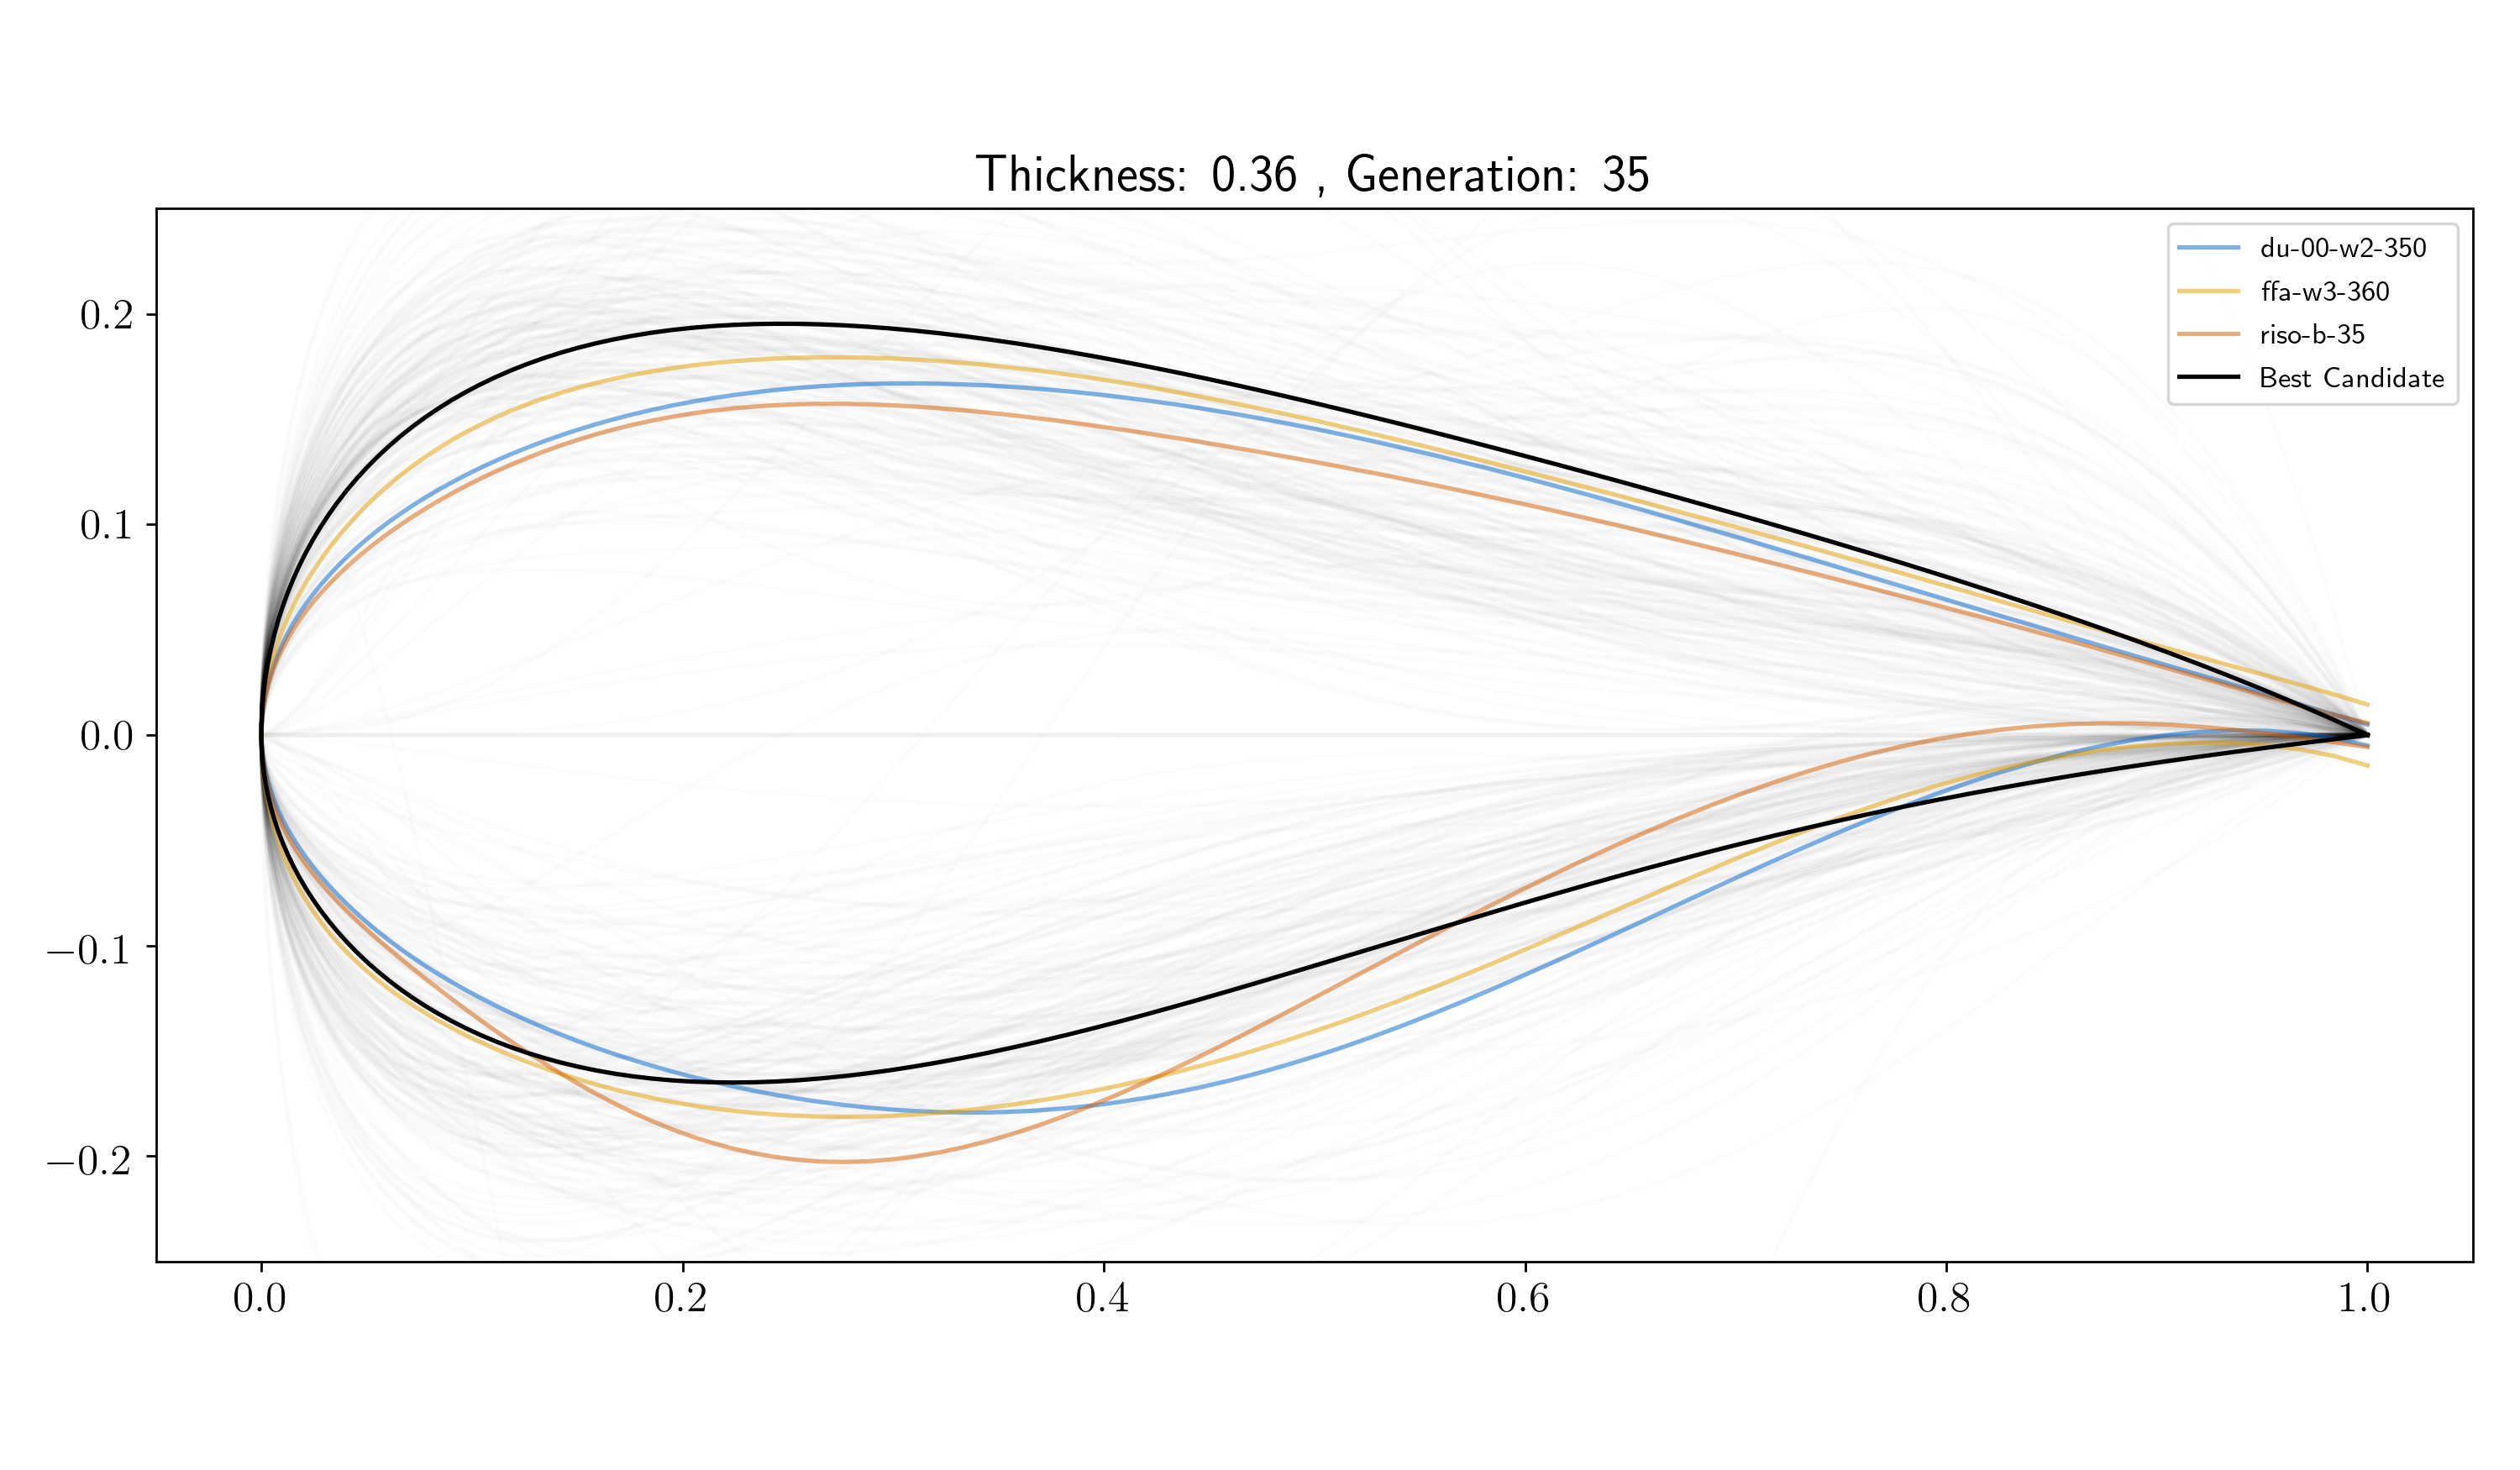 Thickness: 0.36 , Generation: 35
du-00-w2-350
ffa-w3-360
riso-b-35
Best Candidate
0.2
0.1
0.0
−0.1
−0.2
0.0 0.2 0.4 0.6 0.8 1.0